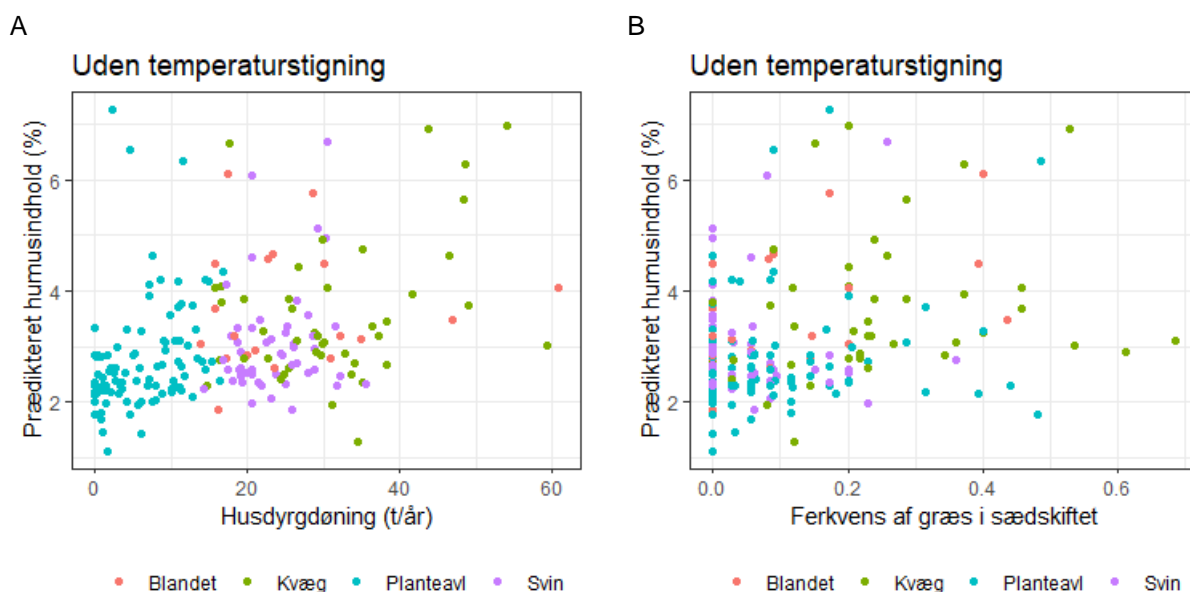 A
Uden temperaturstigning
Prædikteret humusindhold (%)
6
4
2
0
20
40
60
Husdyrgdøning (t/år)
Blandet
Kvæg
Planteavl
Svin
B
Uden temperaturstigning
Prædikteret humusindhold (%)
6
4
2
0.0
0.2
0.4
0.6
Ferkvens af græs i sædskiftet
Blandet
Kvæg
Planteavl
Svin